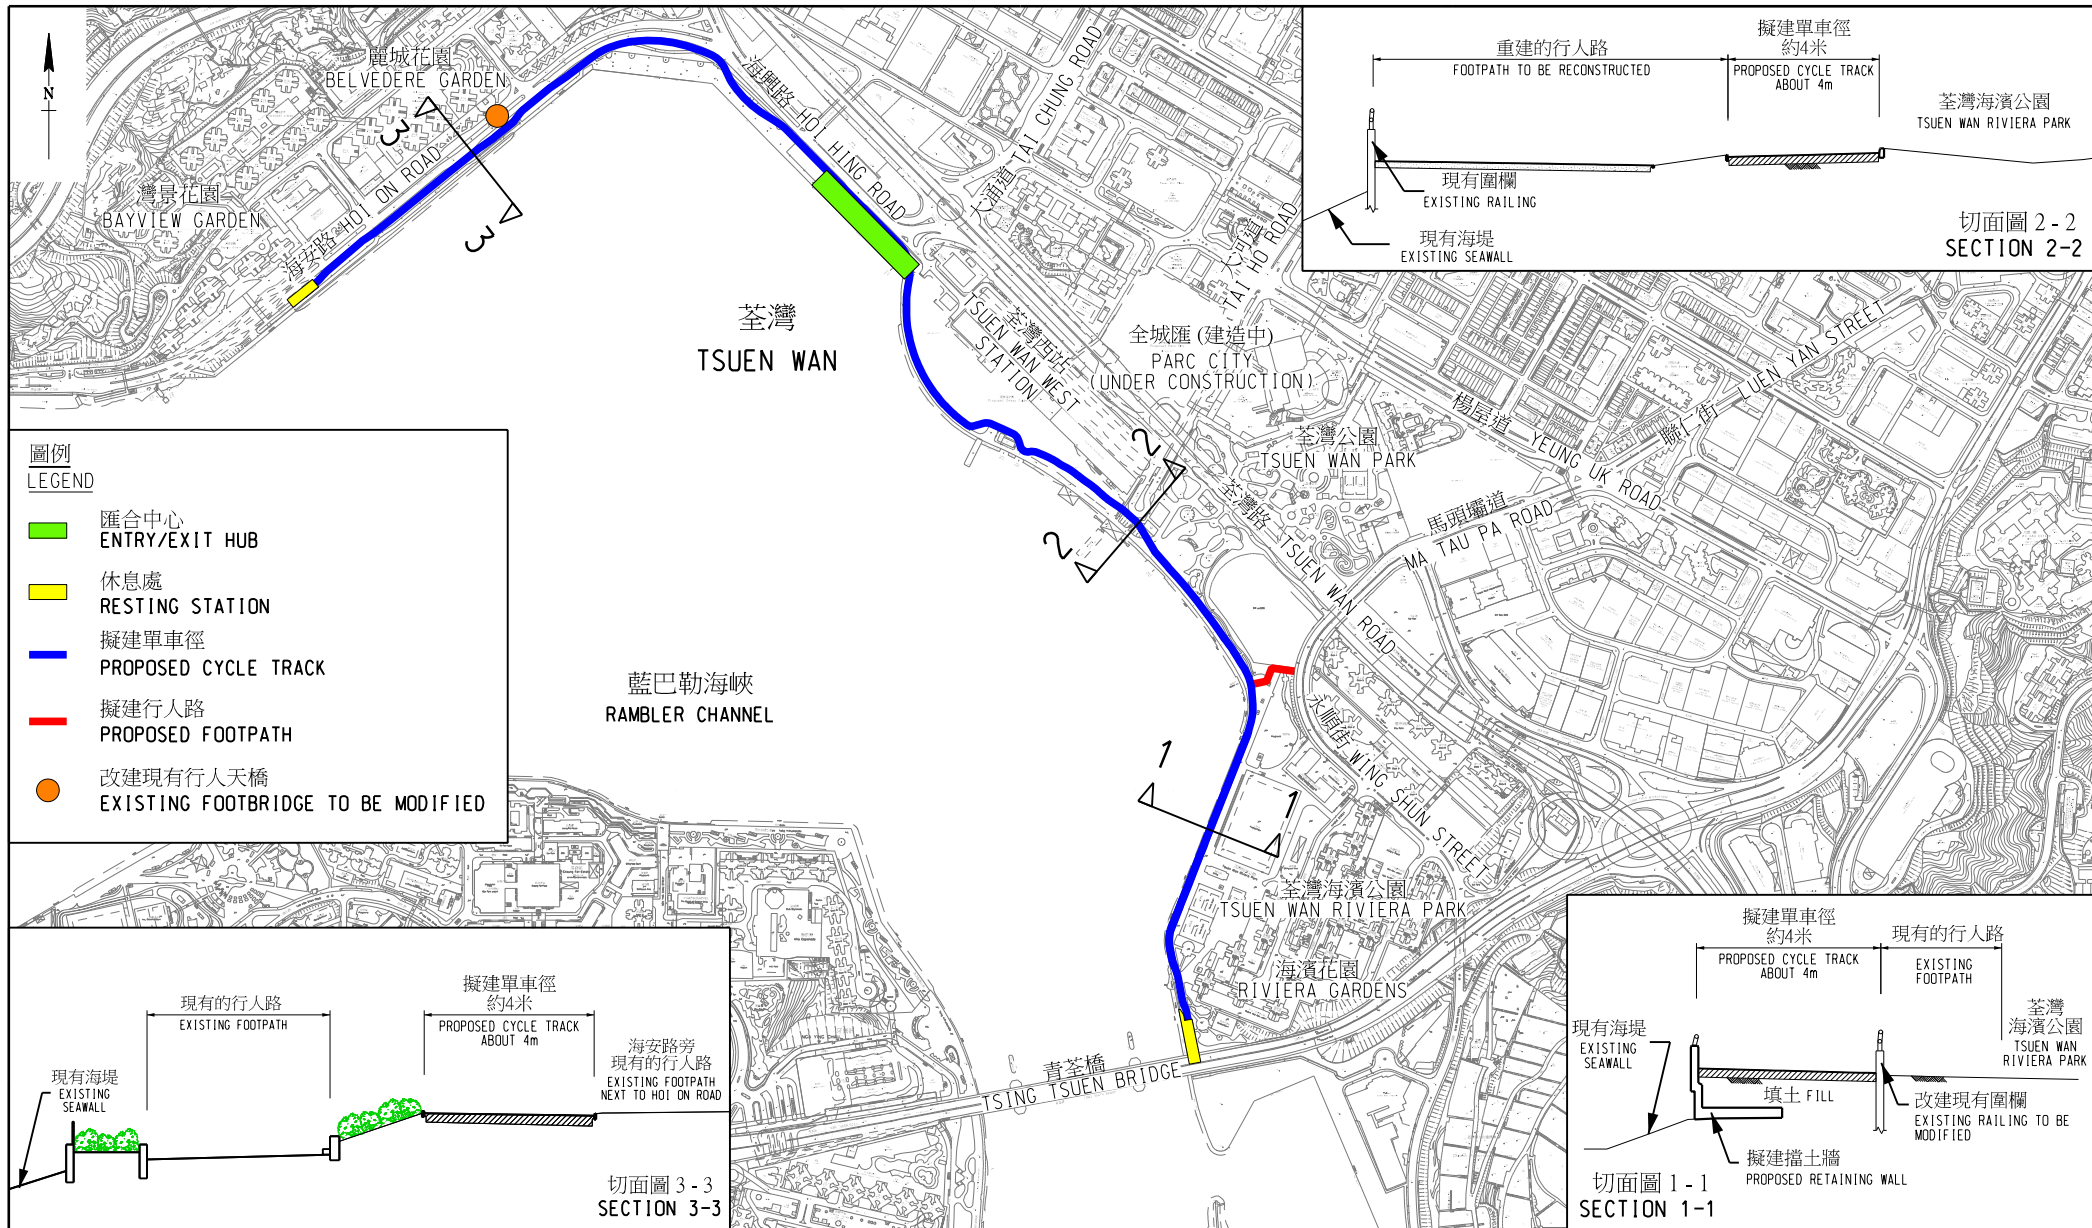 N
麗城花園
BELVEDERE GARDEN
灣景花園
BAYVIEW GARDEN
海安路 HOI ON ROAD
3
3
海興路 HOI HING ROAD
大涌道 TAI CHUNG ROAD
大河道
TAI HO ROAD
荃灣
TSUEN WAN
荃灣西站
TSUEN WAN WEST
STATION
全城匯 (建造中)
PARC CITY
(UNDER CONSTRUCTION)
荃灣公園
TSUEN WAN PARK
楊屋道 YEUNG UK ROAD
聯仁街 LUEN YAN STREET
馬頭壩道
MA TAU PA ROAD
荃灣路 TSUEN WAN ROAD
2
2
藍巴勒海峽
RAMBLER CHANNEL
永順街 WING SHUN STREET
1
1
荃灣海濱公園
TSUEN WAN RIVIERA PARK
海濱花園
RIVIERA GARDENS
青荃橋
TSING TSUEN BRIDGE
圖例
LEGEND
匯合中心
ENTRY/EXIT HUB
休息處
RESTING STATION
擬建單車徑
PROPOSED CYCLE TRACK
擬建行人路
PROPOSED FOOTPATH
改建現有行人天橋
EXISTING FOOTBRIDGE TO BE MODIFIED
重建的行人路
FOOTPATH TO BE RECONSTRUCTED
擬建單車徑
約4米
PROPOSED CYCLE TRACK
ABOUT 4m
荃灣海濱公園
TSUEN WAN RIVIERA PARK
現有圍欄
EXISTING RAILING
現有海堤
EXISTING SEAWALL
切面圖 2 - 2
SECTION 2-2
現有的行人路
EXISTING FOOTPATH
擬建單車徑
約4米
PROPOSED CYCLE TRACK
ABOUT 4m
現有海堤
EXISTING
SEAWALL
海安路旁
現有的行人路
EXISTING FOOTPATH
NEXT TO HOI ON ROAD
切面圖 3 - 3
SECTION 3-3
擬建單車徑
約4米
PROPOSED CYCLE TRACK
ABOUT 4m
現有的行人路
EXISTING
FOOTPATH
現有海堤
EXISTING
SEAWALL
荃灣
海濱公園
TSUEN WAN
RIVIERA PARK
填土 FILL
改建現有圍欄
EXISTING RAILING TO BE
MODIFIED
擬建擋土牆
PROPOSED RETAINING WALL
切面圖 1 - 1
SECTION 1-1